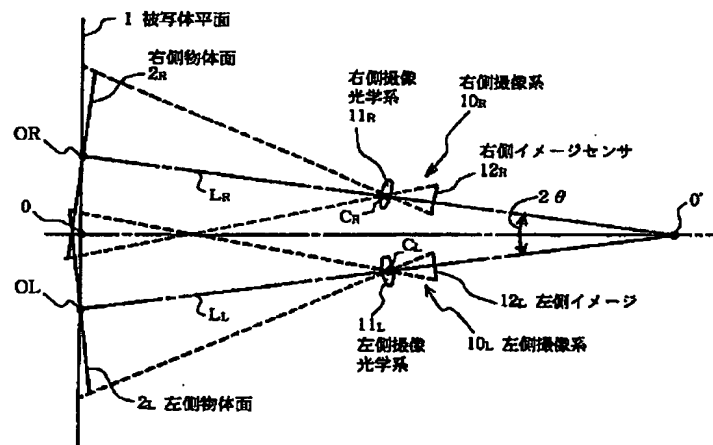 1 被写体平面
右側物体面
2R
右側撮像
光学系
11R
右側撮像系
10R
右側イメージセンサ
12R
OR
LR
CR
2θ
O
O'
CL
OL
LL
12L 左側イメージ
11L
左側撮像
光学系
10L 左側撮像系
2L 左側物体面